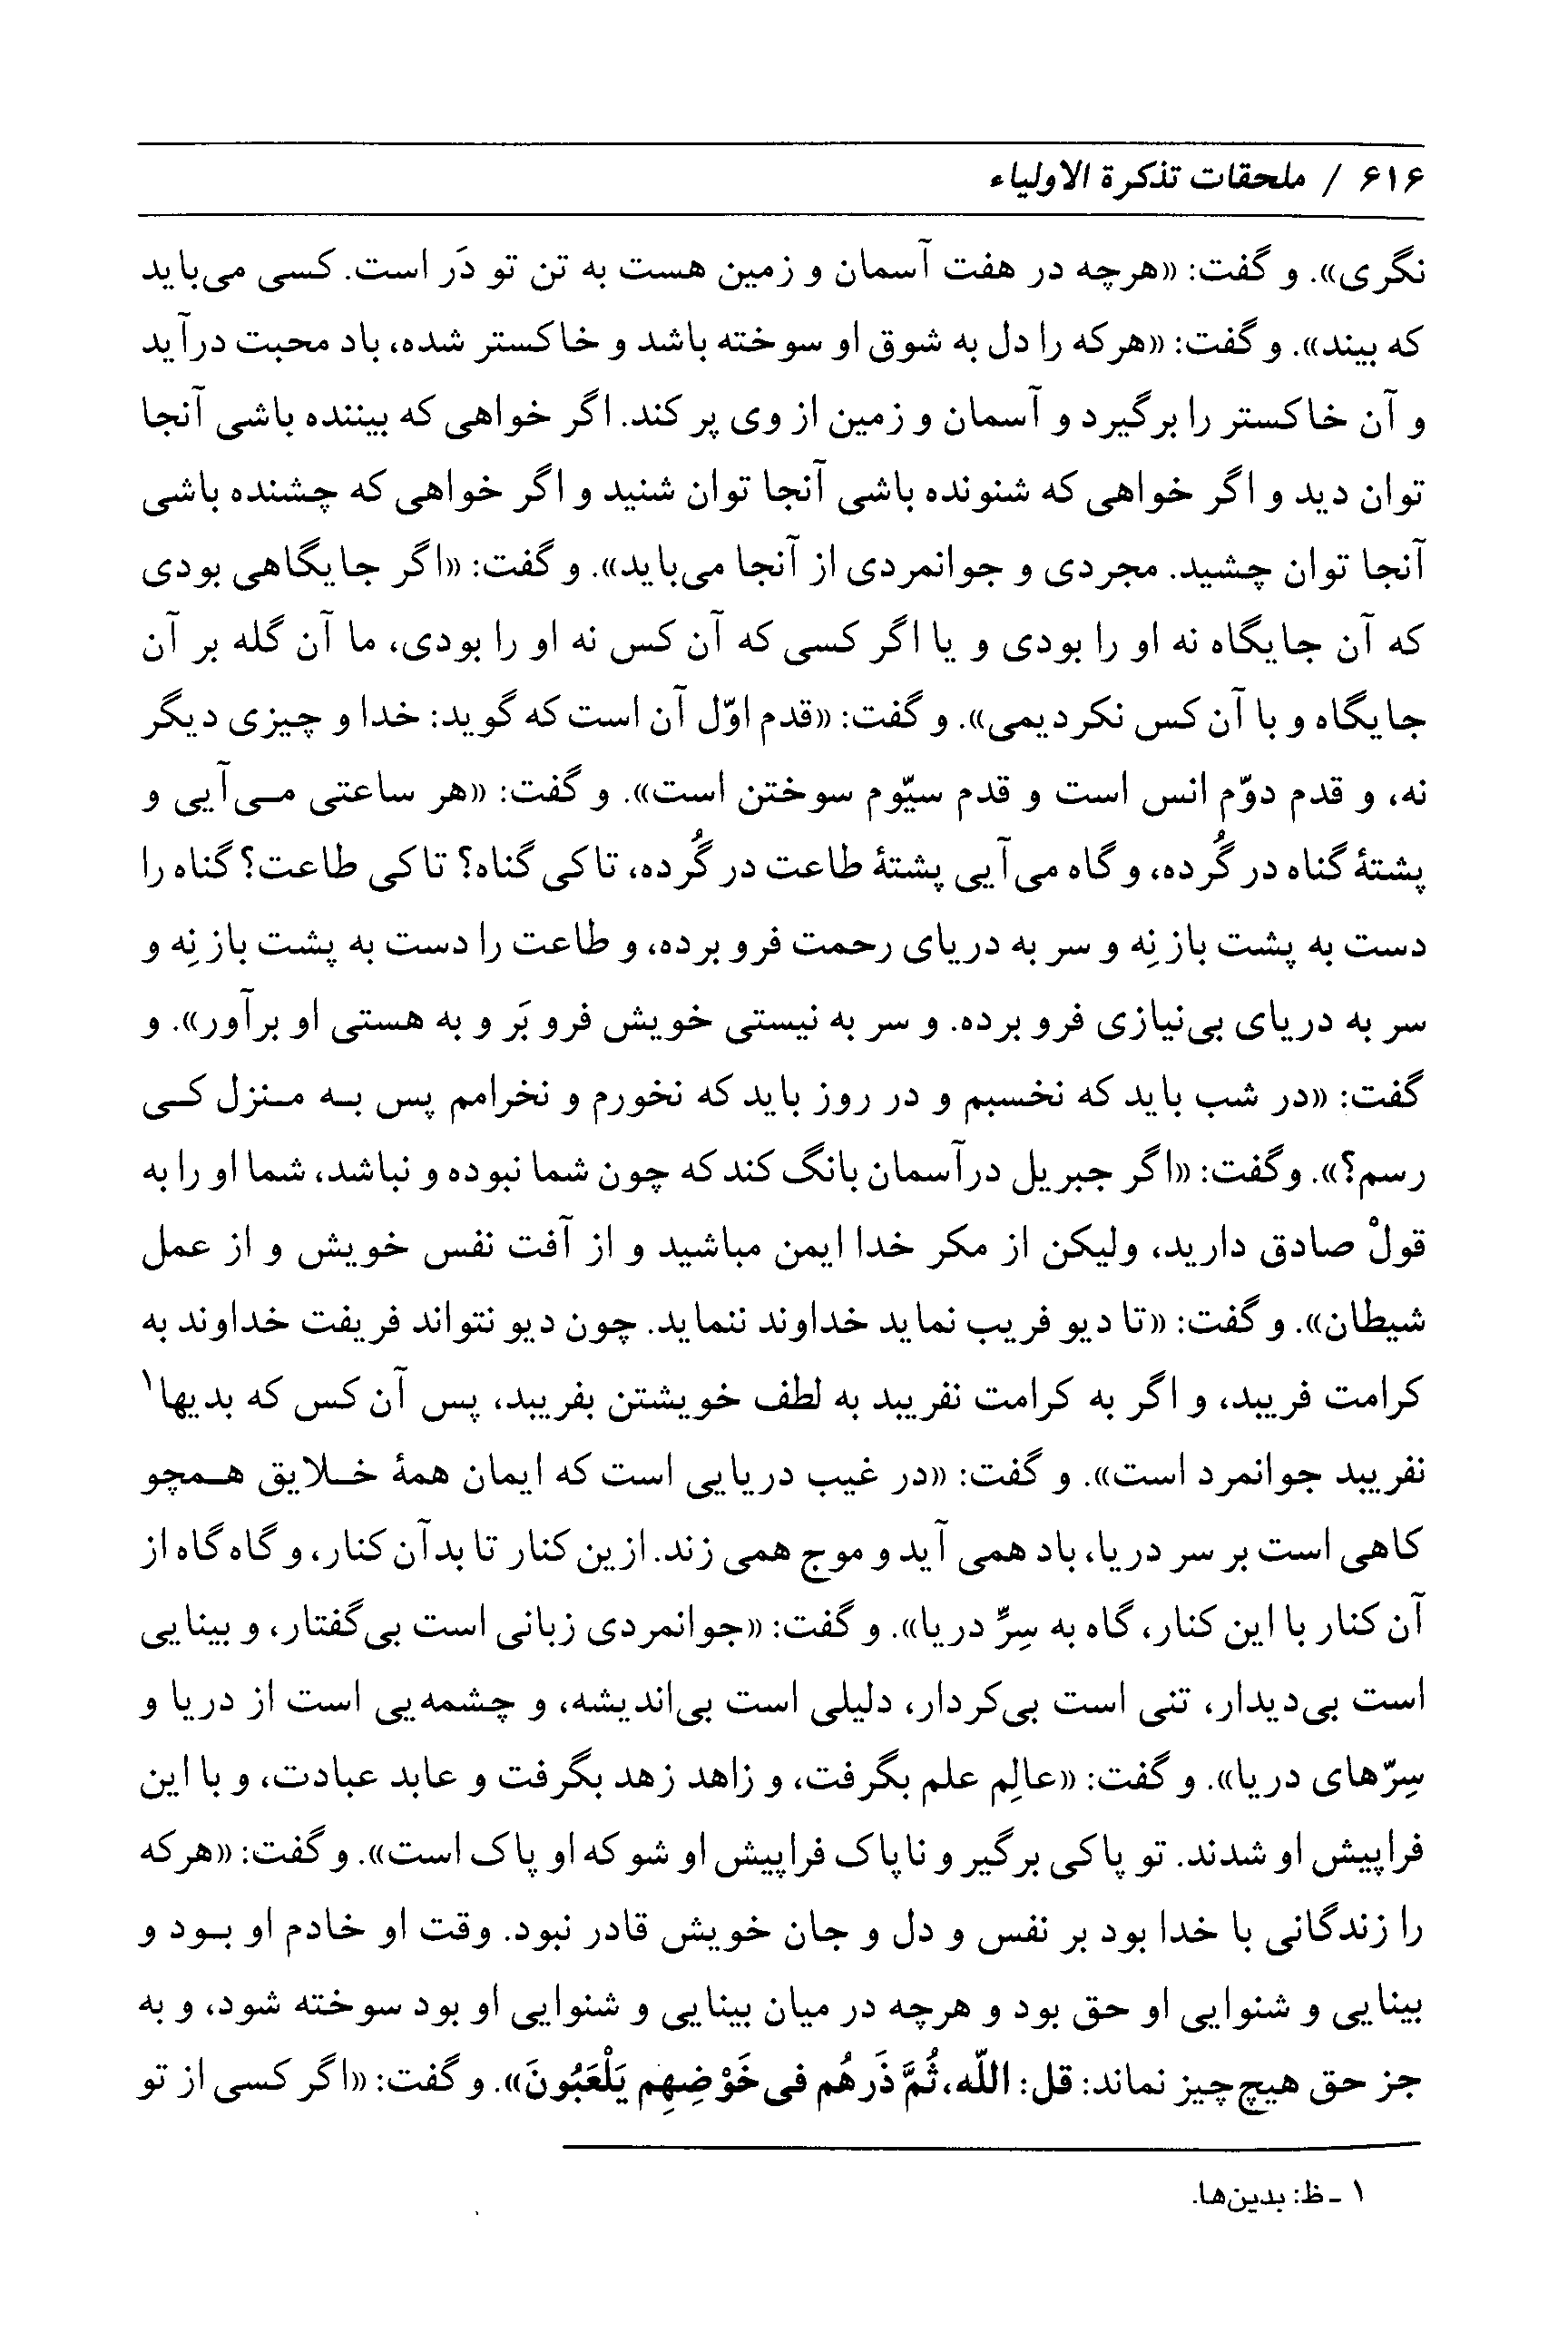 ۶۱۶ / ملحقات تذکرة الاولیاء
نگری». و گفت: «هرچه در هفت آسمان و زمین هست به تن تو دَر است. کسی می‌باید
که بیند». و گفت: «هرکه را دل به شوق او سوخته باشد و خاکستر شده، باد محبت درآید
و آن خاکستر را برگیرد و آسمان و زمین از وی پر کند. اگر خواهی که بیننده باشی آنجا
توان دید و اگر خواهی که شنونده باشی آنجا توان شنید و اگر خواهی که چشنده باشی
آنجا توان چشید. مجردی و جوانمردی از آنجا می‌باید». و گفت: «اگر جایگاهی بودی
که آن جایگاه نه او را بودی و یا اگر کسی که آن کس نه او را بودی، ما آن گله بر آن
جایگاه و با آن کس نکردیمی». و گفت: «قدم اوّل آن است که گوید: خدا و چیزی دیگر
نه، و قدم دوّم انس است و قدم سیّوم سوختن است». و گفت: «هر ساعتی می‌آیی و
پشتهٔ گناه در گُرده، و گاه می‌آیی پشتهٔ طاعت در گُرده، تا کی گناه؟ تا کی طاعت؟ گناه را
دست به پشت باز نِه و سر به دریای رحمت فرو برده، و طاعت را دست به پشت باز نِه و
سر به دریای بی‌نیازی فرو برده. و سر به نیستی خویش فرو بَر و به هستی او برآور». و
گفت: «در شب باید که نخسبم و در روز باید که نخورم و نخرامم پس به منزل کی
رسم؟». و گفت: «اگر جبریل در آسمان بانگ کند که چون شما نبوده و نباشد، شما او را به
قولْ صادق دارید، ولیکن از مکر خدا ایمن مباشید و از آفت نفس خویش و از عمل
شیطان». و گفت: «تا دیو فریب نماید خداوند ننماید. چون دیو نتواند فریفت خداوند به
کرامت فریبد، و اگر به کرامت نفریبد به لطف خویشتن بفریبد، پس آن کس که بدیها۱
نفریبد جوانمرد است». و گفت: «در غیب دریایی است که ایمان همهٔ خلایق همچو
کاهی است بر سر دریا، باد همی آید و موج همی زند. ازین کنار تا بدآن کنار، و گاه گاه از
آن کنار با این کنار، گاه به سِرِّ دریا». و گفت: «جوانمردی زبانی است بی‌گفتار، و بینایی
است بی‌دیدار، تنی است بی‌کردار، دلیلی است بی‌اندیشه، و چشمه‌یی است از دریا و
سِرّهای دریا». و گفت: «عالِم علم بگرفت، و زاهد زهد بگرفت و عابد عبادت، و با این
فراپیش او شدند. تو پاکی برگیر و ناپاک فراپیش او شو که او پاک است». و گفت: «هرکه
را زندگانی با خدا بود بر نفس و دل و جان خویش قادر نبود. وقت او خادم او بود و
بینایی و شنوایی او حق بود و هرچه در میان بینایی و شنوایی او بود سوخته شود، و به
جز حق هیچ‌چیز نماند: قل: اللّه، ثُمَّ ذَرهُم فی خَوْضِهِم یَلْعَبُونَ». و گفت: «اگر کسی از تو
۱ ـ ظ: بدین‌ها.